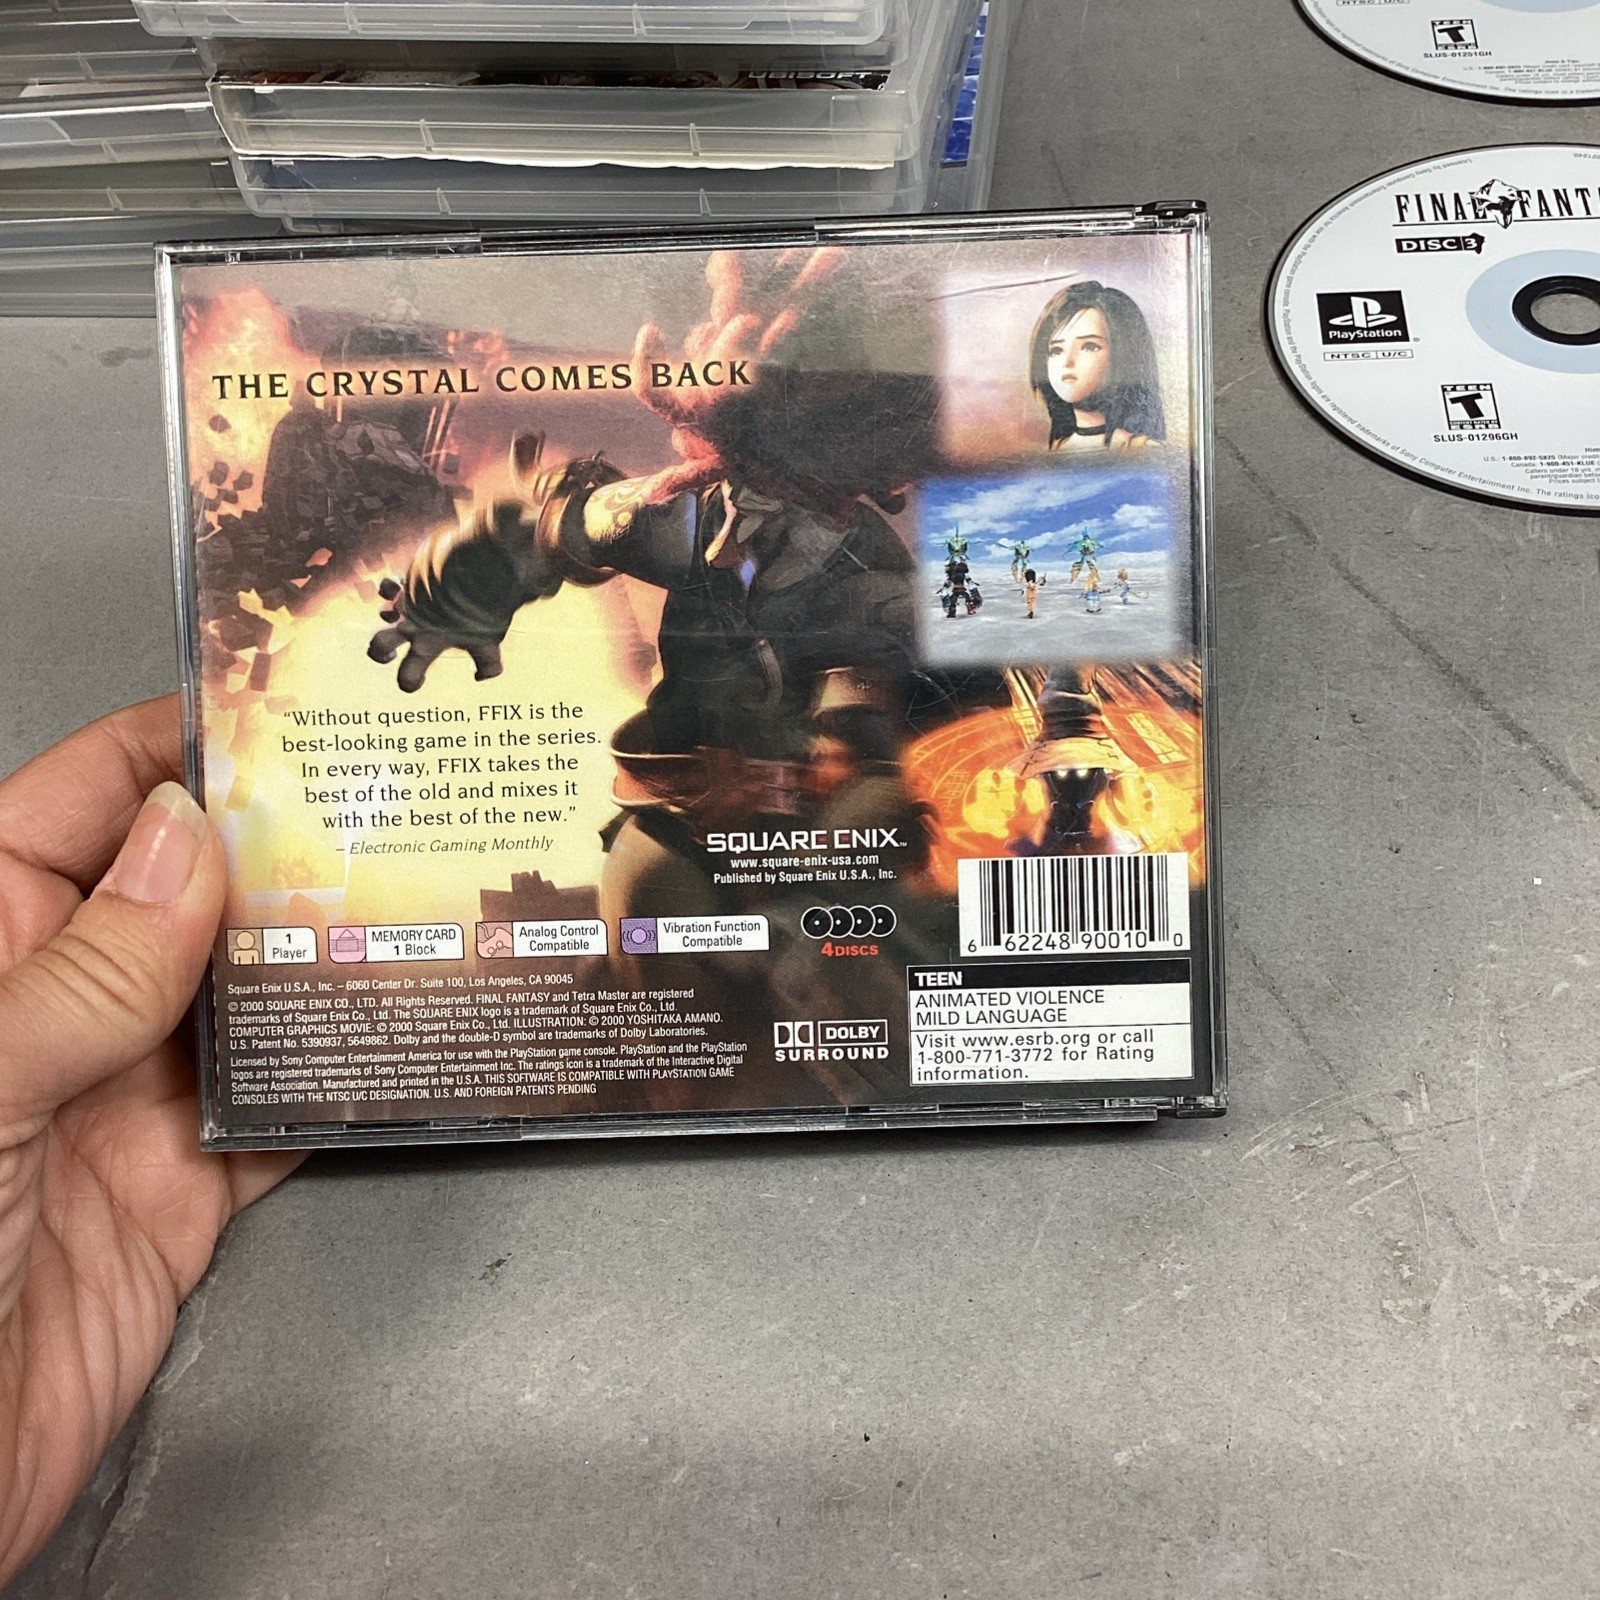 UBISOFT
NTSC U/C
TEEN
T
ESRB
SLUS-01251GH
FINAL FANT
DISC 3
PlayStation
NTSC U/C
TEEN
T
ESRB
SLUS-01296GH
THE CRYSTAL COMES BACK
“Without question, FFIX is the
best-looking game in the series.
In every way, FFIX takes the
best of the old and mixes it
with the best of the new.”
– Electronic Gaming Monthly
SQUARE ENIX™
www.square-enix-usa.com
Published by Square Enix U.S.A., Inc.
1
Player
MEMORY CARD
1 Block
Analog Control
Compatible
Vibration Function
Compatible
4 DISCS
6 62248 90010 0
Square Enix U.S.A., Inc. – 6060 Center Dr. Suite 100, Los Angeles, CA 90045
© 2000 SQUARE ENIX CO., LTD. All Rights Reserved. FINAL FANTASY and Tetra Master are registered
trademarks of Square Enix Co., Ltd. The SQUARE ENIX logo is a trademark of Square Enix Co., Ltd.
COMPUTER GRAPHICS MOVIE: © 2000 Square Enix Co., Ltd. ILLUSTRATION: © 2000 YOSHITAKA AMANO.
U.S. Patent No. 5390937, 5649862. Dolby and the double-D symbol are trademarks of Dolby Laboratories.
Licensed by Sony Computer Entertainment America for use with the PlayStation game console. PlayStation and the PlayStation
logos are registered trademarks of Sony Computer Entertainment Inc. The ratings icon is a trademark of the Interactive Digital
Software Association. Manufactured and printed in the U.S.A. THIS SOFTWARE IS COMPATIBLE WITH PLAYSTATION GAME
CONSOLES WITH THE NTSC U/C DESIGNATION. U.S. AND FOREIGN PATENTS PENDING
DOLBY
SURROUND
TEEN
ANIMATED VIOLENCE
MILD LANGUAGE
Visit www.esrb.org or call
1-800-771-3772 for Rating
information.